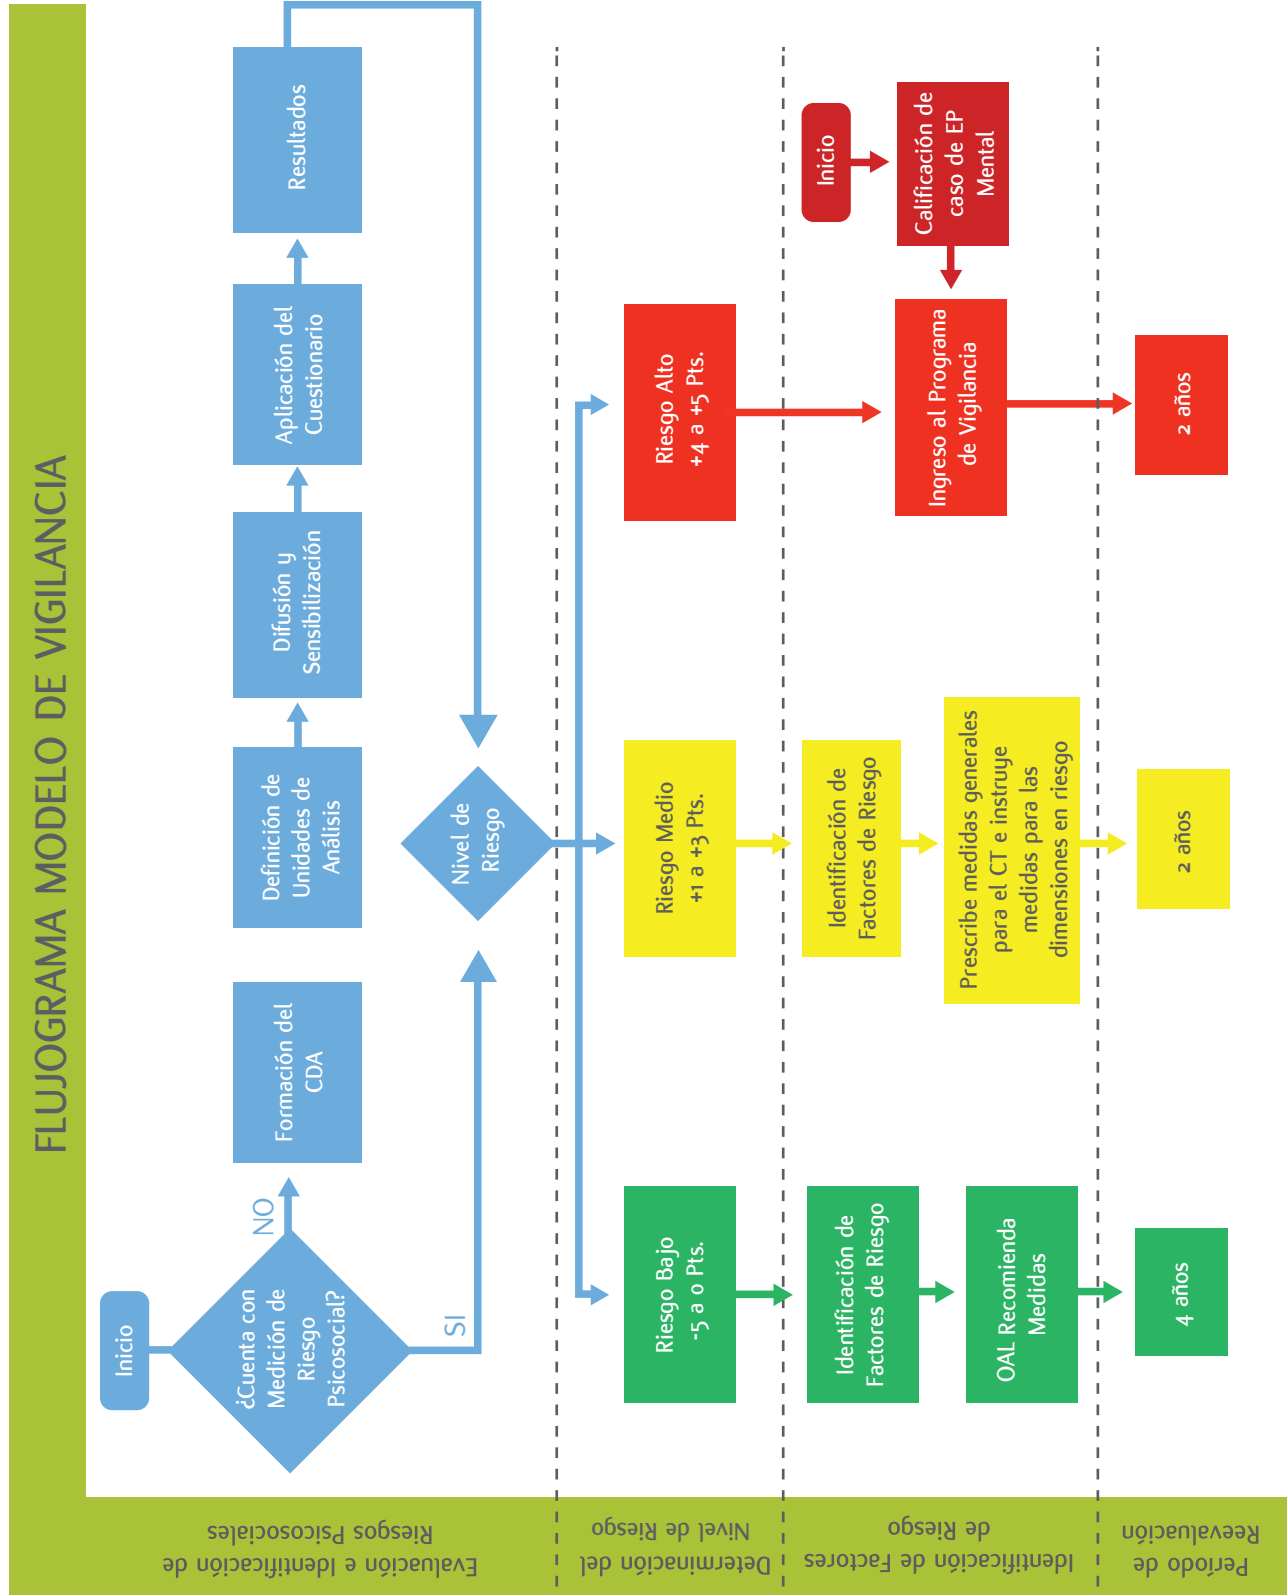 FLUJOGRAMA MODELO DE VIGILANCIA
Evaluación e Identificación de
Riesgos Psicosociales
Inicio
¿Cuenta con
Medición de
Riesgo
Psicosocial?
NO
SI
Formación del
CDA
Definición de
Unidades de
Análisis
Difusión y
Sensibilización
Aplicación del
Cuestionario
Resultados
Nivel de
Riesgo
Determinación del
Nivel de Riesgo
Riesgo Bajo
-5 a 0 Pts.
Riesgo Medio
+1 a +3 Pts.
Riesgo Alto
+4 a +5 Pts.
Identificación de Factores
de Riesgo
Identificación de
Factores de Riesgo
OAL Recomienda
Medidas
Identificación de
Factores de Riesgo
Prescribe medidas generales
para el CT e instruye
medidas para las
dimensiones en riesgo
Ingreso al Programa
de Vigilancia
Inicio
Calificación de
caso de EP
Mental
Período de
Reevaluación
4 años
2 años
2 años